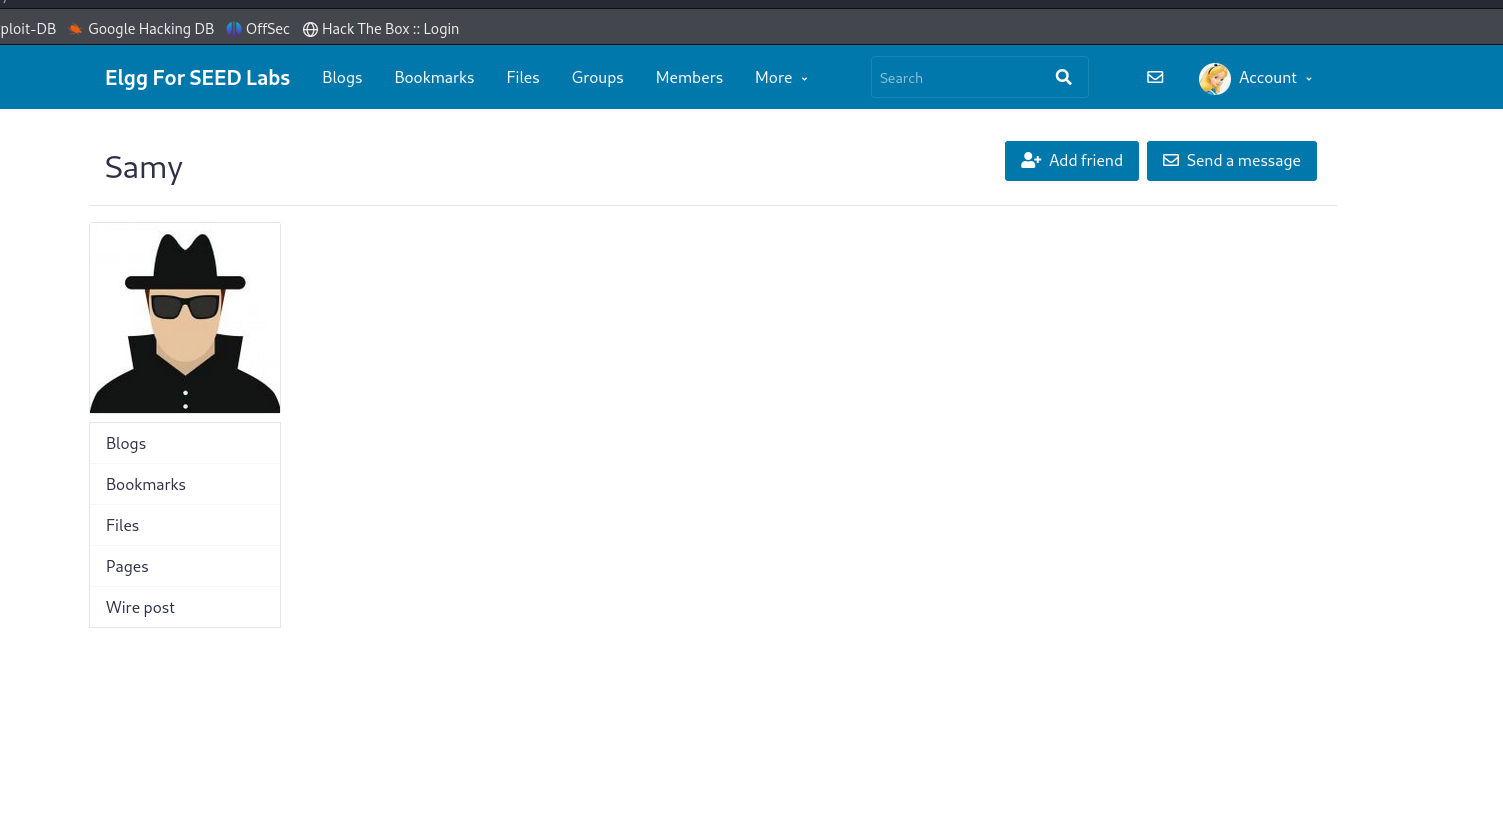 ploit-DB Google Hacking DB OffSec Hack The Box :: Login
Elgg For SEED Labs Blogs Bookmarks Files Groups Members More Search Account
Samy Add friend Send a message
Blogs
Bookmarks
Files
Pages
Wire post